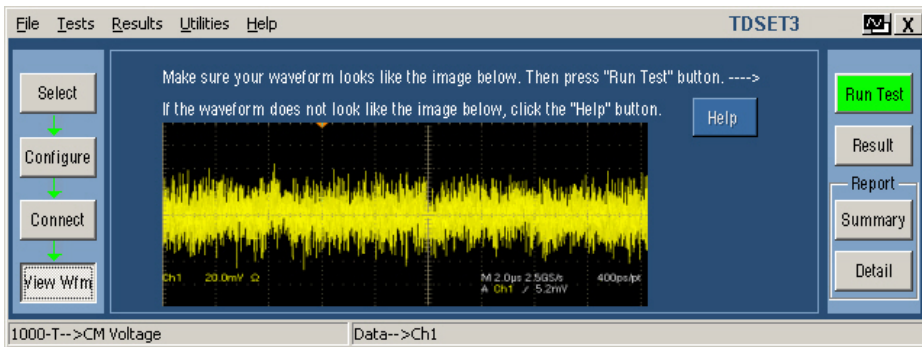 File Tests Results Utilities Help TDSET3 X
Make sure your waveform looks like the image below. Then press "Run Test" button. ---->
If the waveform does not look like the image below, click the "Help" button.
Help
Select
Configure
Connect
View Wfm
Ch1 20.0mV Ω
M 2.0µs 2.5GS/s 400ps/pt
A Ch1 / 5.2mV
Run Test
Result
Report
Summary
Detail
1000-T-->CM Voltage
Data-->Ch1